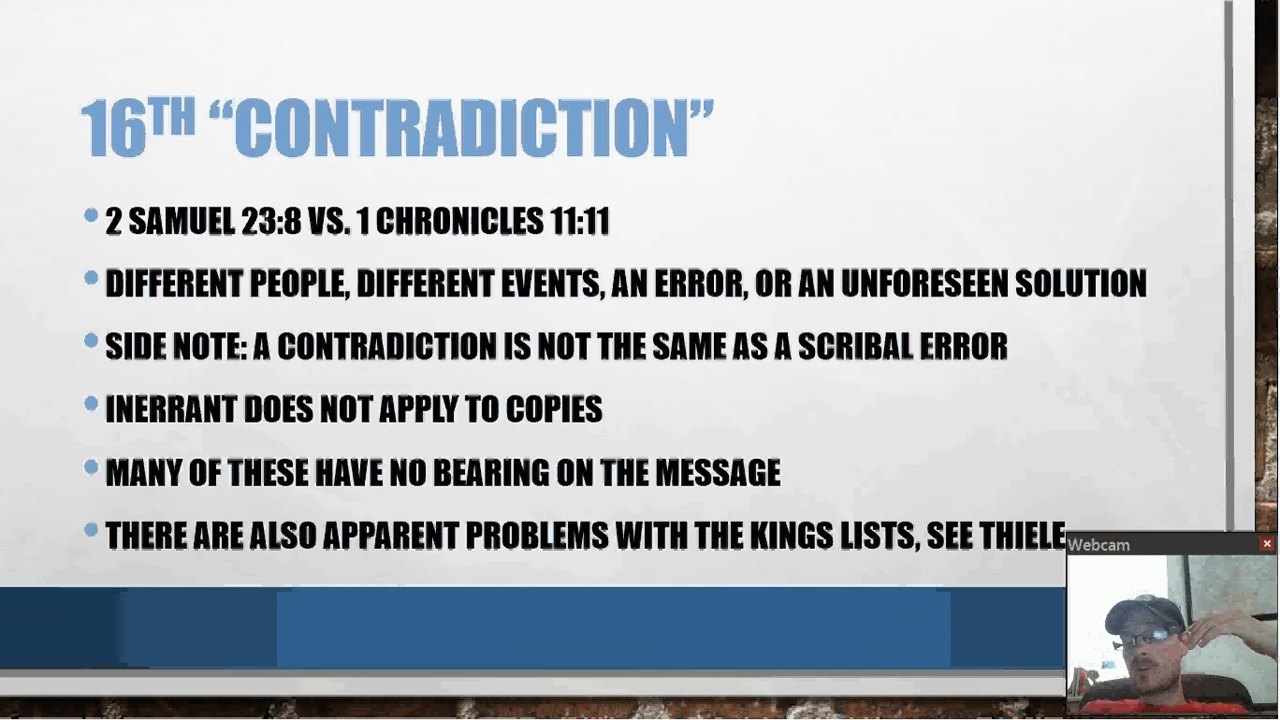 16TH “CONTRADICTION”
2 SAMUEL 23:8 VS. 1 CHRONICLES 11:11
DIFFERENT PEOPLE, DIFFERENT EVENTS, AN ERROR, OR AN UNFORESEEN SOLUTION
SIDE NOTE: A CONTRADICTION IS NOT THE SAME AS A SCRIBAL ERROR
INERRANT DOES NOT APPLY TO COPIES
MANY OF THESE HAVE NO BEARING ON THE MESSAGE
THERE ARE ALSO APPARENT PROBLEMS WITH THE KINGS LISTS, SEE THIELE
Webcam